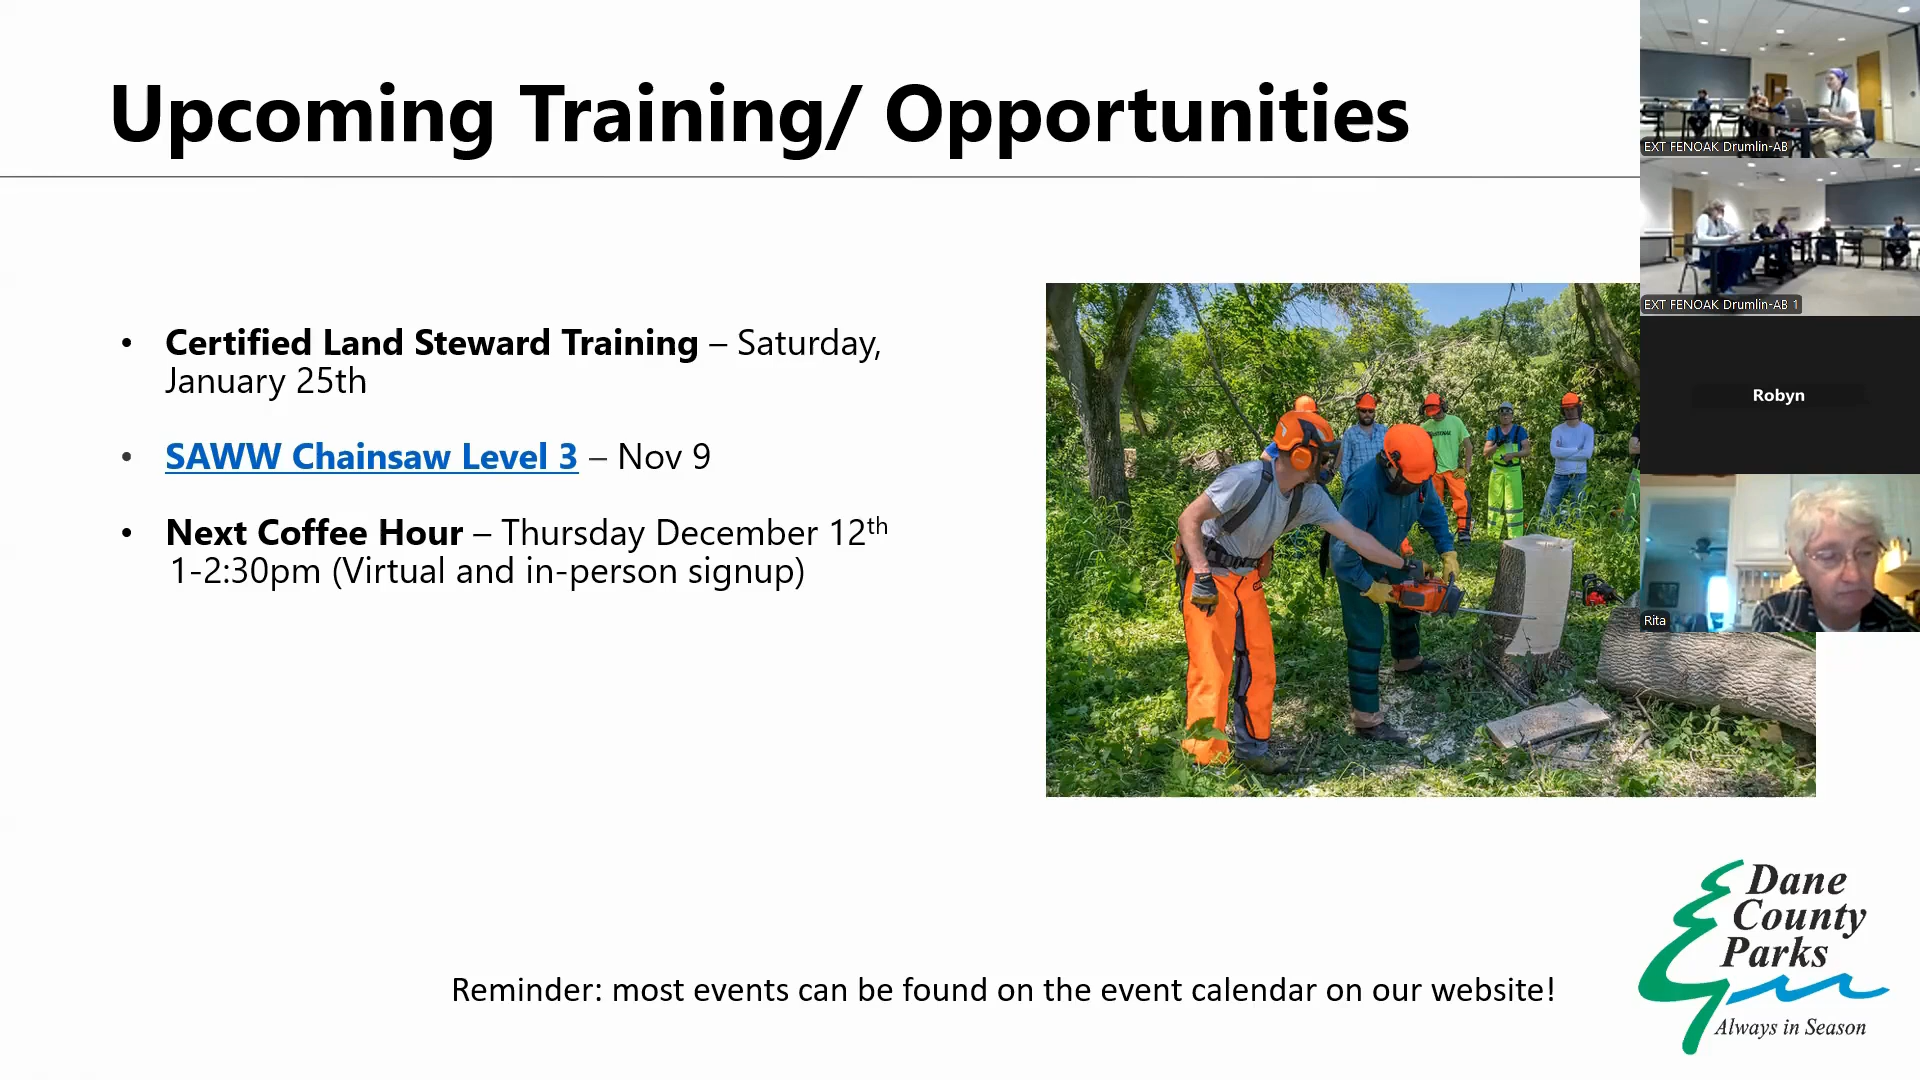 Upcoming Training/ Opportunities
• Certified Land Steward Training – Saturday,
January 25th
• SAWW Chainsaw Level 3 – Nov 9
• Next Coffee Hour – Thursday December 12th
1-2:30pm (Virtual and in-person signup)
Reminder: most events can be found on the event calendar on our website!
Dane
County
Parks
Always in Season
EXT FENOAK Drumlin-AB
EXT FENOAK Drumlin-AB 1
Robyn
Rita